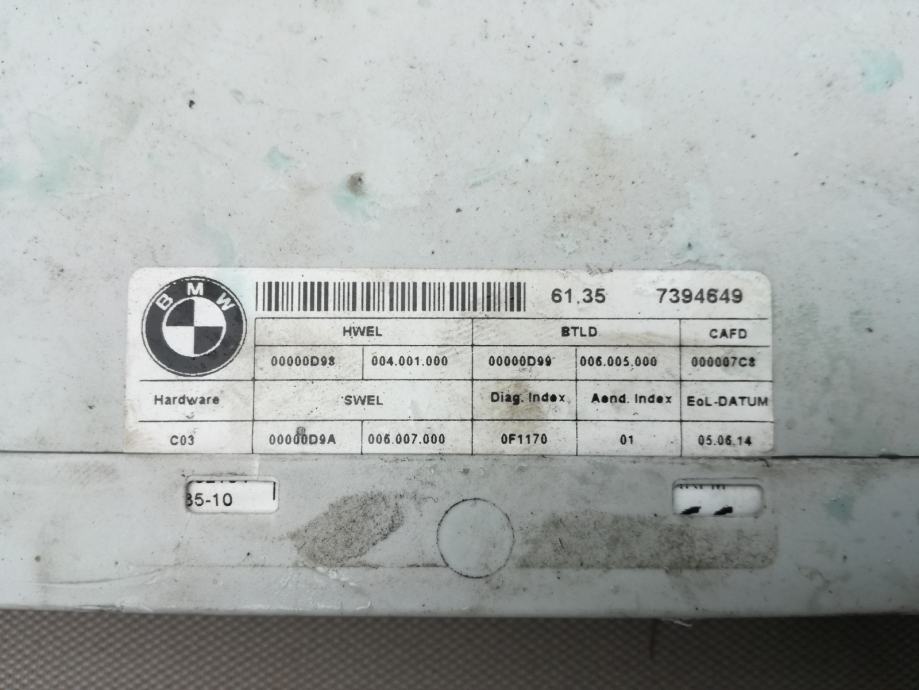 BMW 61.35 7394649
HWEL BTLD CAFD
00000D98 004.001.000 00000D99 006.005.000 000007C8
Hardware SWEL Diag. Index Aend. Index EoL-DATUM
C03 00000D9A 006.007.000 0F1170 01 05.06.14
35-10